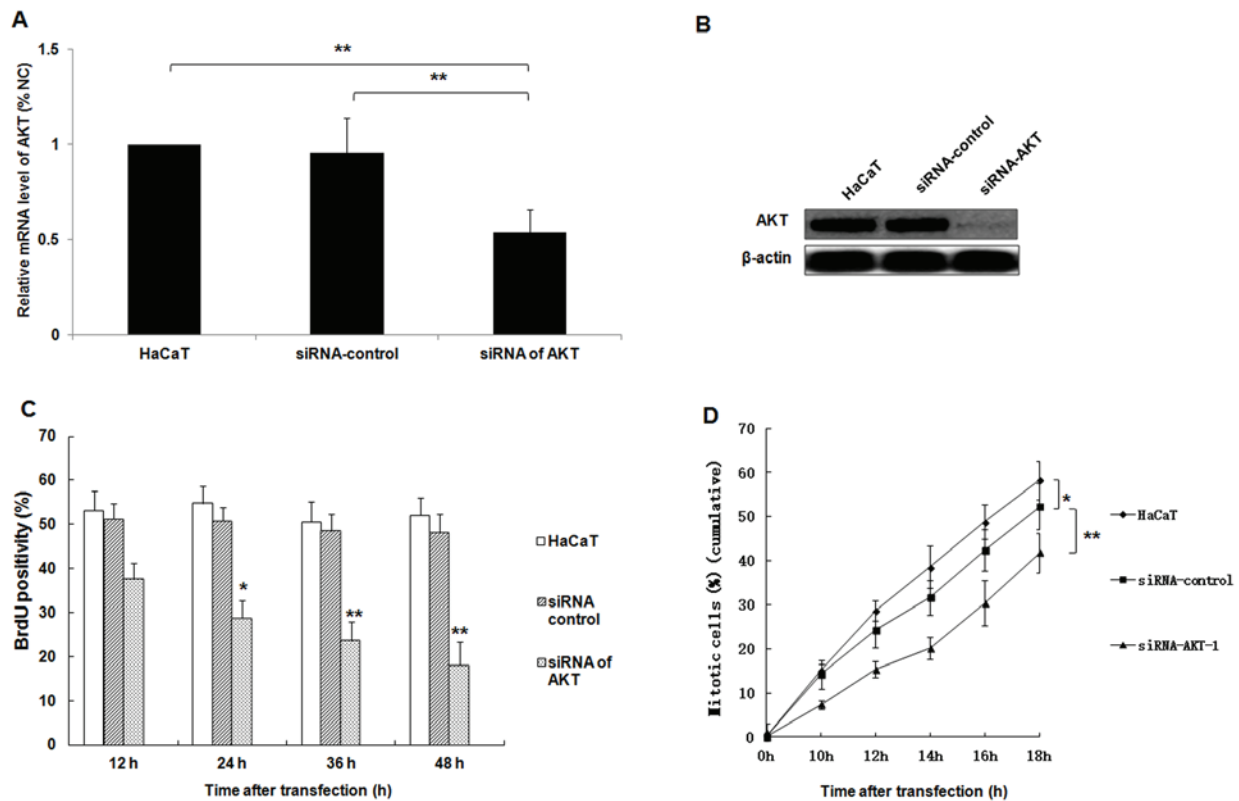 A
Relative mRNA level of AKT (% NC)
1.5
1
0.5
0
**
**
HaCaT
siRNA-control
siRNA of AKT
B
HaCaT
siRNA-control
siRNA-AKT
AKT
β-actin
C
BrdU positivity (%)
70
60
50
40
30
20
10
0
*
**
**
12 h
24 h
36 h
48 h
Time after transfection (h)
HaCaT
siRNA
control
siRNA of
AKT
D
Mitotic cells (%) (cumulative)
70
60
50
40
30
20
10
0
0h
10h
12h
14h
16h
18h
Time after transfection (h)
*
**
HaCaT
siRNA-control
siRNA-AKT-1